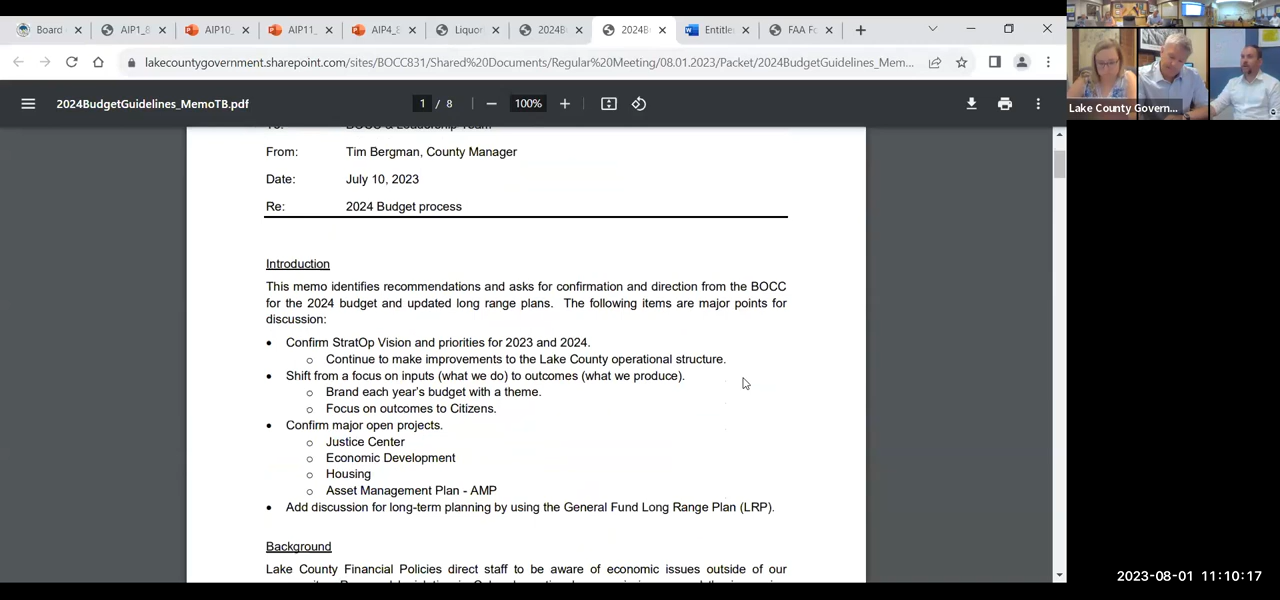 Board
AIP1_8
AIP10_
AIP11_
AIP4_E
Liquor
2024B
2024B
Entitle
FAA Fo
lakecountygovernment.sharepoint.com/sites/BOCC831/Shared%20Documents/Regular%20Meeting/08.01.2023/Packet/2024BudgetGuidelines_Mem...
2024BudgetGuidelines_MemoTB.pdf
1 / 8
100%
Lake County Govern...
To: BOCC & Leadership Team
From: Tim Bergman, County Manager
Date: July 10, 2023
Re: 2024 Budget process
Introduction
This memo identifies recommendations and asks for confirmation and direction from the BOCC
for the 2024 budget and updated long range plans. The following items are major points for
discussion:
• Confirm StratOp Vision and priorities for 2023 and 2024.
o Continue to make improvements to the Lake County operational structure.
• Shift from a focus on inputs (what we do) to outcomes (what we produce).
o Brand each year's budget with a theme.
o Focus on outcomes to Citizens.
• Confirm major open projects.
o Justice Center
o Economic Development
o Housing
o Asset Management Plan - AMP
• Add discussion for long-term planning by using the General Fund Long Range Plan (LRP).
Background
Lake County Financial Policies direct staff to be aware of economic issues outside of our
2023-08-01 11:10:17